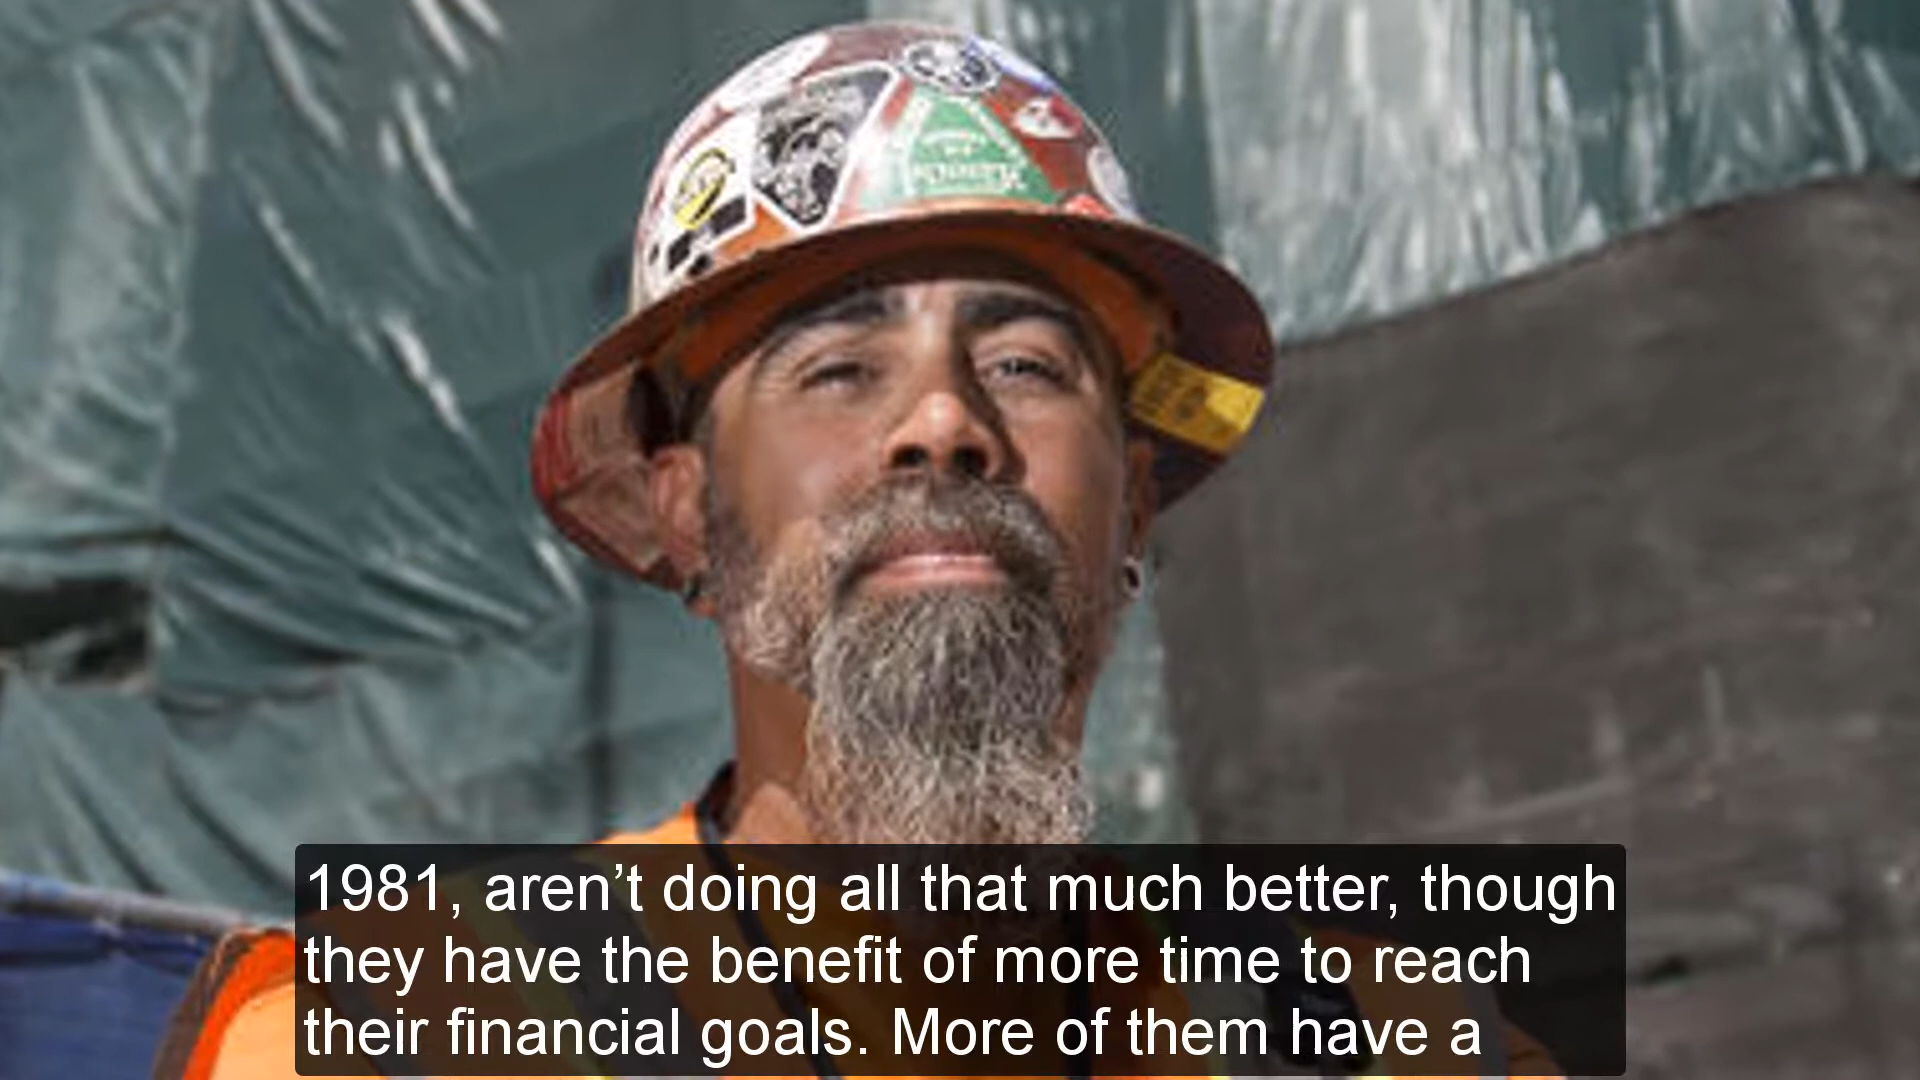 1981, aren’t doing all that much better, though
they have the benefit of more time to reach
their financial goals. More of them have a